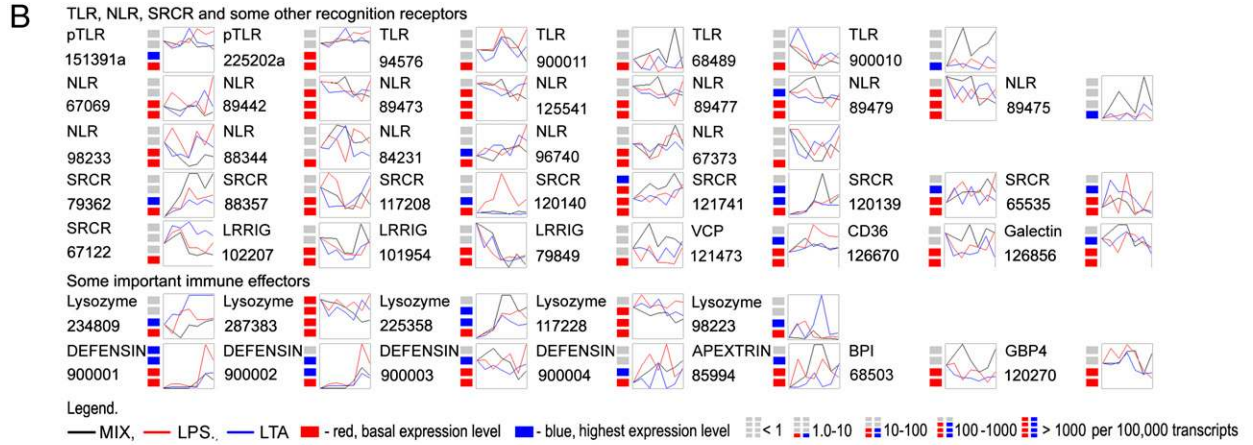 B
TLR, NLR, SRCR and some other recognition receptors
pTLR pTLR TLR TLR TLR TLR
151391a 225202a 94576 900011 68489 900010
NLR NLR NLR NLR NLR NLR NLR
67069 89442 89473 125541 89477 89479 89475
NLR NLR NLR NLR NLR
98233 88344 84231 96740 67373
SRCR SRCR SRCR SRCR SRCR SRCR SRCR
79362 88357 117208 120140 121741 120139 65535
SRCR LRRIG LRRIG LRRIG VCP CD36 Galectin
67122 102207 101954 79849 121473 126670 126856
Some important immune effectors
Lysozyme Lysozyme Lysozyme Lysozyme Lysozyme
234809 287383 225358 117228 98223
DEFENSIN DEFENSIN DEFENSIN DEFENSIN APEXTRIN BPI GBP4
900001 900002 900003 900004 85994 68503 120270
Legend.
MIX, LPS., LTA - red, basal expression level - blue, highest expression level < 1 1.0-10 10-100 100 -1000 > 1000 per 100,000 transcripts